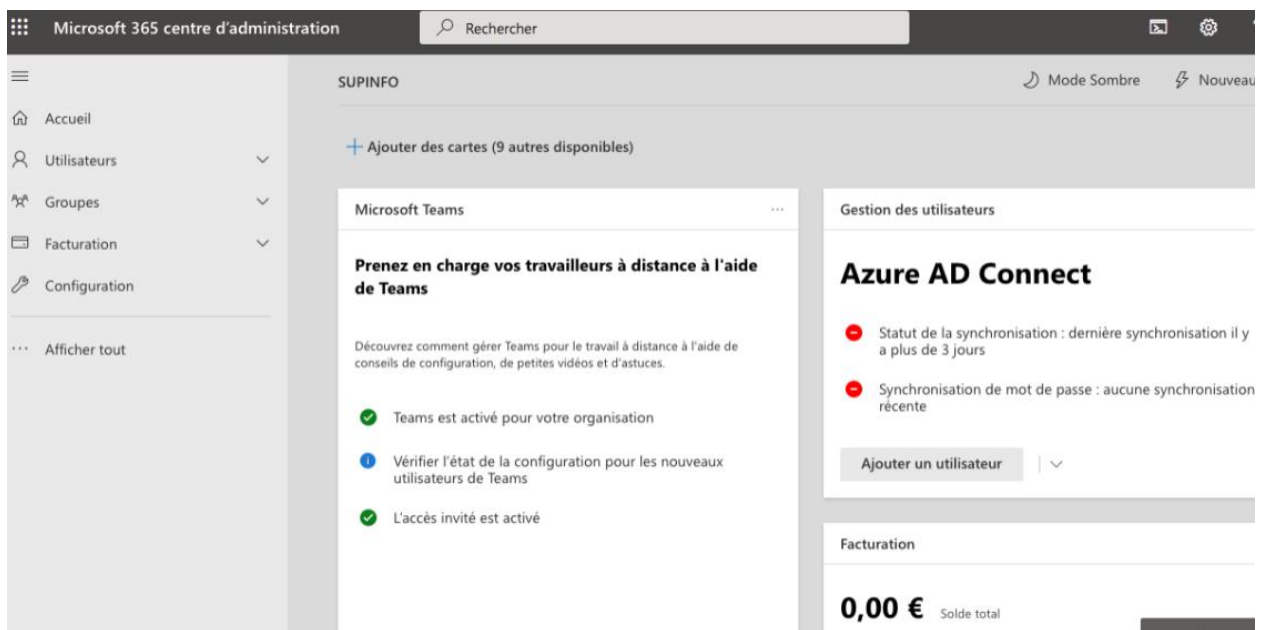 Microsoft 365 centre d'administration
Rechercher
SUPINFO
Mode Sombre
Nouveau
Accueil
Utilisateurs
Groupes
Facturation
Configuration
Afficher tout
Ajouter des cartes (9 autres disponibles)
Microsoft Teams
Prenez en charge vos travailleurs à distance à l'aide
de Teams
Découvrez comment gérer Teams pour le travail à distance à l'aide de
conseils de configuration, de petites vidéos et d'astuces.
Teams est activé pour votre organisation
Vérifier l'état de la configuration pour les nouveaux
utilisateurs de Teams
L'accès invité est activé
Gestion des utilisateurs
Azure AD Connect
Statut de la synchronisation : dernière synchronisation il y
a plus de 3 jours
Synchronisation de mot de passe : aucune synchronisation
récente
Ajouter un utilisateur
Facturation
0,00 € Solde total